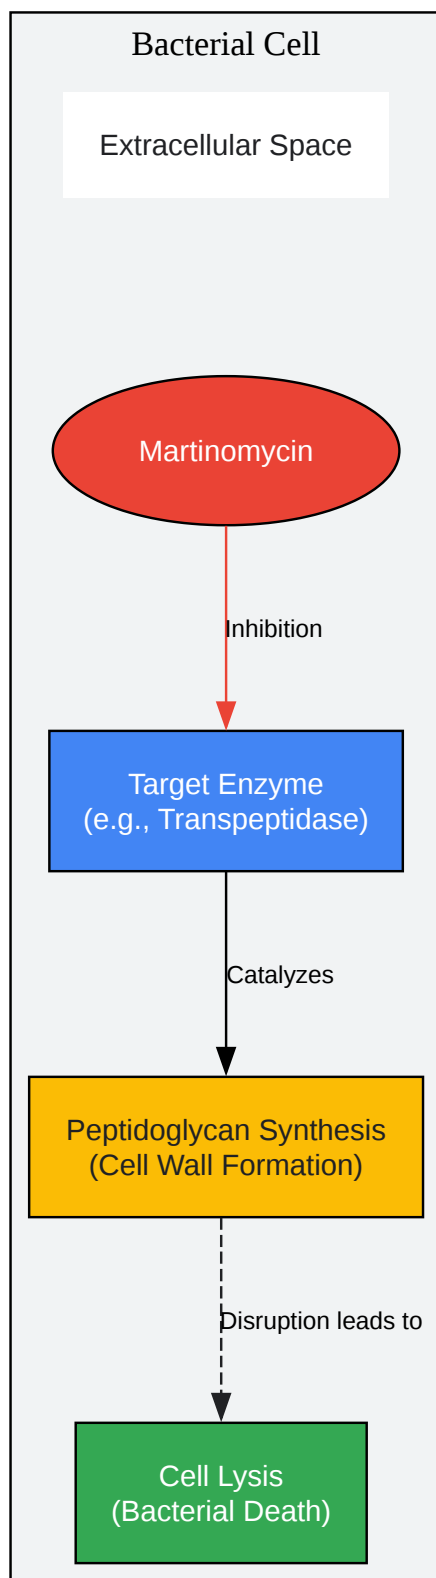 Bacterial Cell
Extracellular Space
Martinomycin
Inhibition
Target Enzyme
(e.g., Transpeptidase)
Catalyzes
Peptidoglycan Synthesis
(Cell Wall Formation)
Disruption leads to
Cell Lysis
(Bacterial Death)